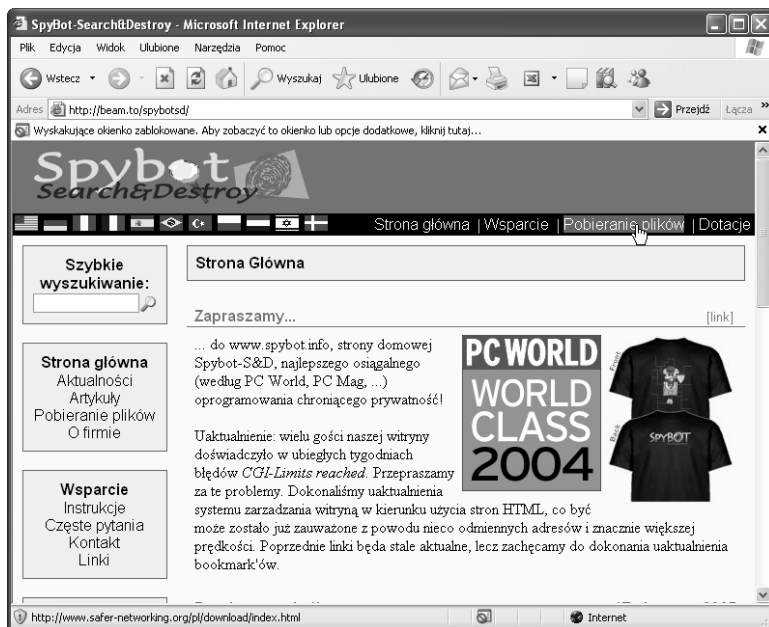 SpyBot-Search&Destroy - Microsoft Internet Explorer
Plik Edycja Widok Ulubione Narzędzia Pomoc
Wstecz Wyszukaj Ulubione
Adres http://beam.to/spybotsd/ Przejdź Łącza »
Wyskakujące okienko zablokowane. Aby zobaczyć to okienko lub opcje dodatkowe, kliknij tutaj...
Spybot
Search&Destroy
Strona główna | Wsparcie | Pobieranie plików | Dotacje
Szybkie
wyszukiwanie:
Strona główna
Aktualności
Artykuły
Pobieranie plików
O firmie
Wsparcie
Instrukcje
Częste pytania
Kontakt
Linki
Strona Glówna
Zapraszamy... [link]
... do www.spybot.info, strony domowej
Spybot-S&D, najlepszego osiągalnego
(według PC World, PC Mag, ...)
oprogramowania chroniącego prywatność!
PC WORLD
WORLD
CLASS
2004
Front
Back
SPYBOT
Uaktualnienie: wielu gości naszej witryny
doświadczyło w ubiegłych tygodniach
błędów CGI-Limits reached. Przepraszamy
za te problemy. Dokonaliśmy uaktualnienia
systemu zarzadzania witryną w kierunku użycia stron HTML, co być
może zostało już zauważone z powodu nieco odmiennych adresów i znacznie większej
prędkości. Poprzednie linki będa stale aktualne, lecz zachęcamy do dokonania uaktualnienia
bookmark'ów.
http://www.safer-networking.org/pl/download/index.html Internet